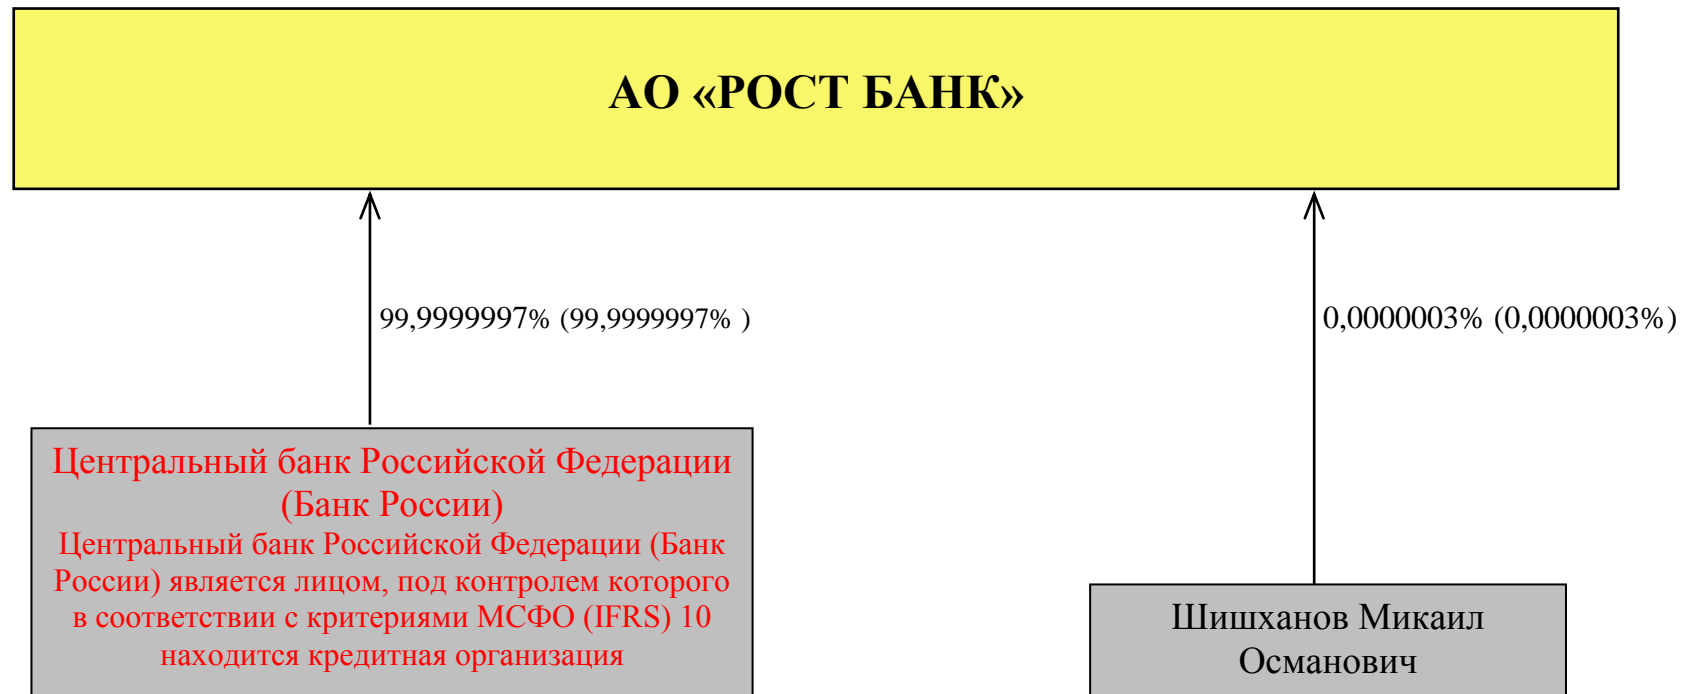 АО «РОСТ БАНК»
99,9999997% (99,9999997% )
0,0000003% (0,0000003%)
Центральный банк Российской Федерации
(Банк России)
Центральный банк Российской Федерации (Банк
России) является лицом, под контролем которого
в соответствии с критериями МСФО (IFRS) 10
находится кредитная организация
Шишханов Микаил
Османович